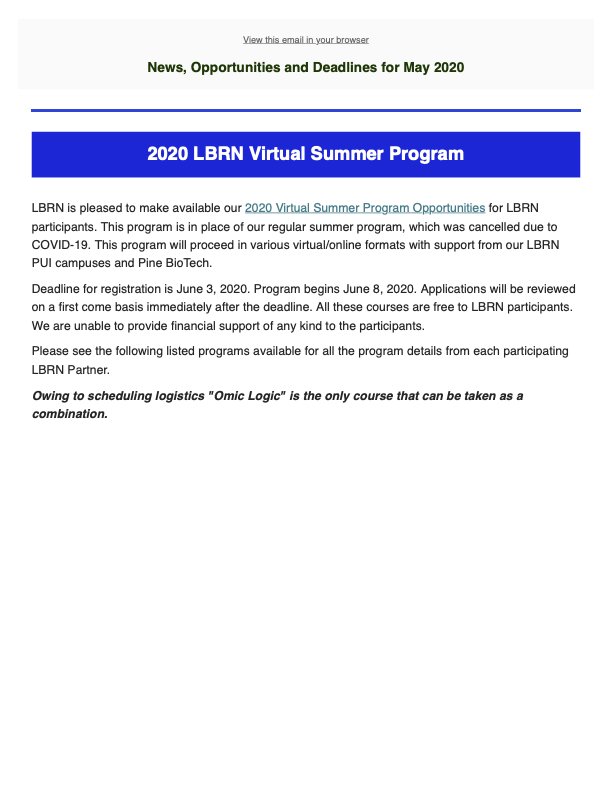 View this email in your browser
News, Opportunities and Deadlines for May 2020
2020 LBRN Virtual Summer Program
LBRN is pleased to make available our 2020 Virtual Summer Program Opportunities for LBRN
participants. This program is in place of our regular summer program, which was cancelled due to
COVID-19. This program will proceed in various virtual/online formats with support from our LBRN
PUI campuses and Pine BioTech.
Deadline for registration is June 3, 2020. Program begins June 8, 2020. Applications will be reviewed
on a first come basis immediately after the deadline. All these courses are free to LBRN participants.
We are unable to provide financial support of any kind to the participants.
Please see the following listed programs available for all the program details from each participating
LBRN Partner.
Owing to scheduling logistics "Omic Logic" is the only course that can be taken as a
combination.